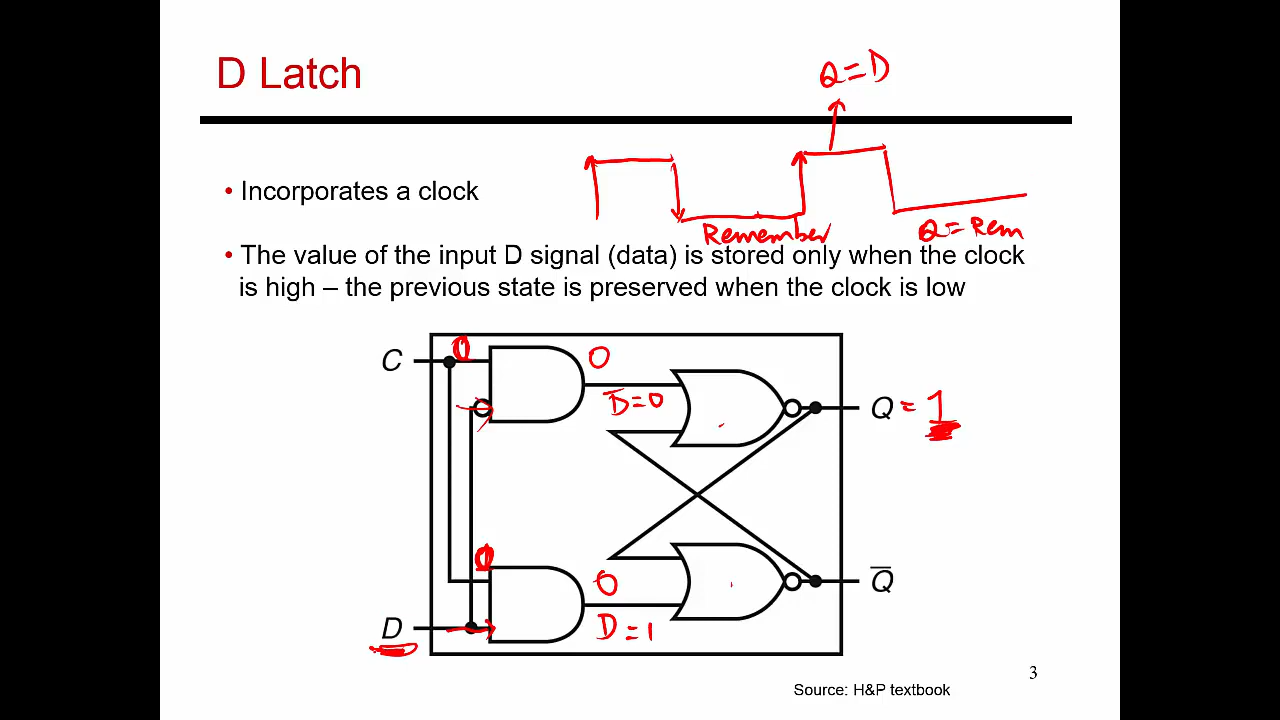 D Latch
Q = D
• Incorporates a clock
Remember
Q = Rem
• The value of the input D signal (data) is stored only when the clock
is high – the previous state is preserved when the clock is low
C
0
0
D̅=0
Q = 1
0
0
Q̅
D
D=1
3
Source: H&P textbook